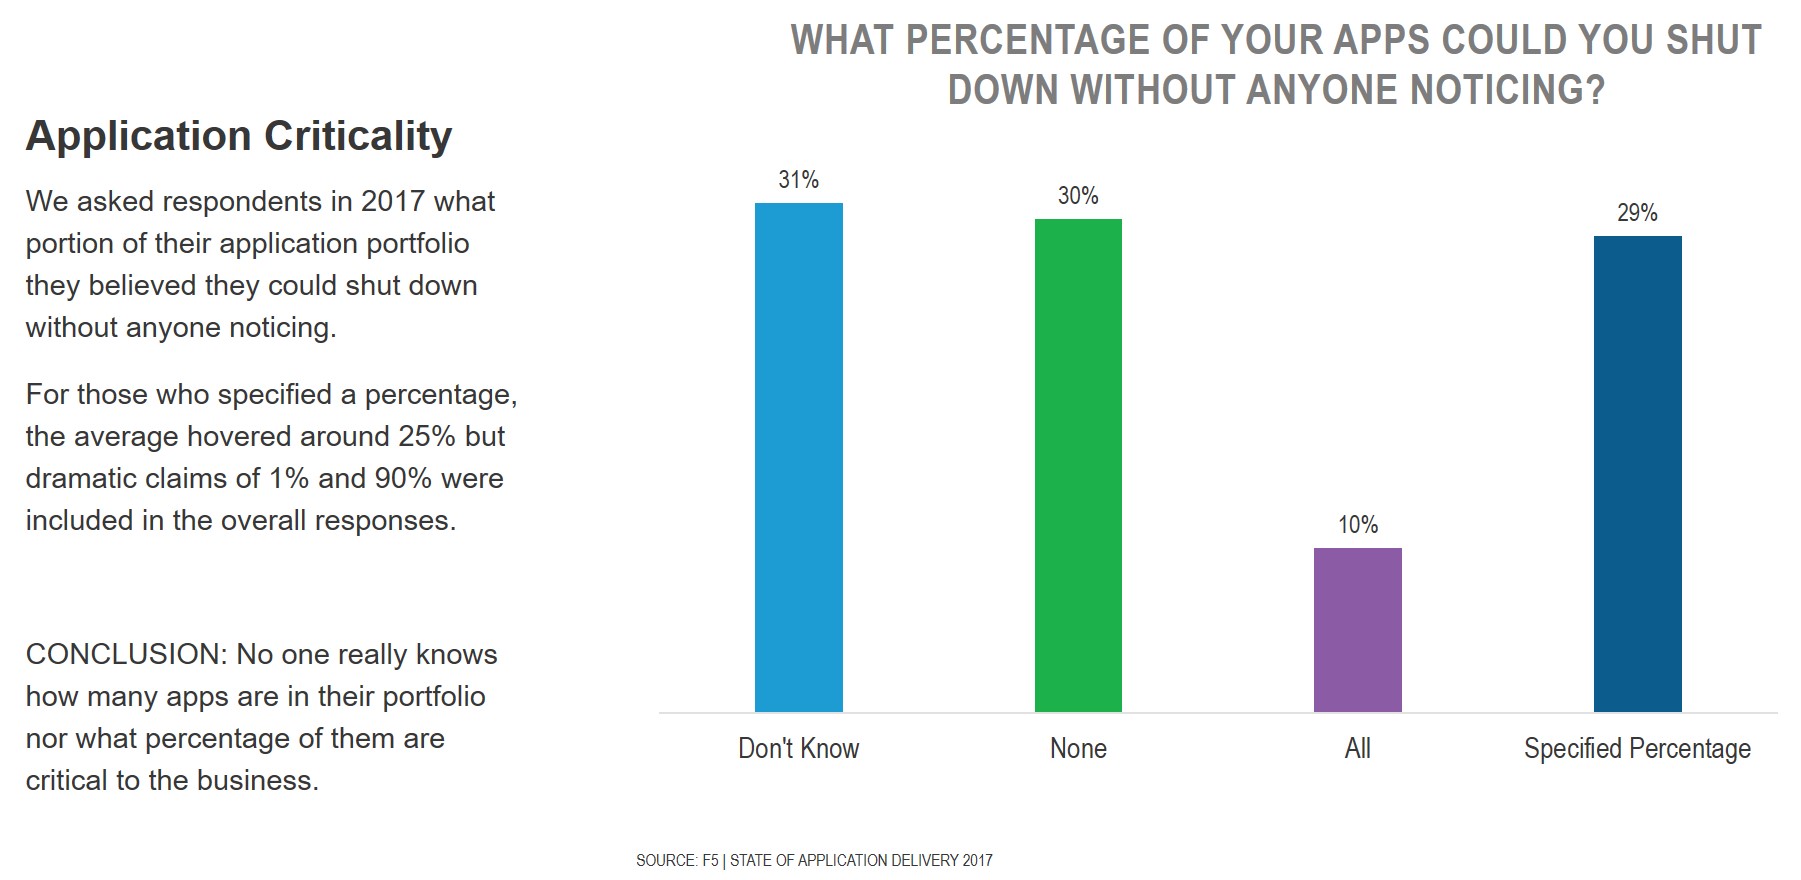 WHAT PERCENTAGE OF YOUR APPS COULD YOU SHUT
DOWN WITHOUT ANYONE NOTICING?
Application Criticality
We asked respondents in 2017 what
portion of their application portfolio
they believed they could shut down
without anyone noticing.
For those who specified a percentage,
the average hovered around 25% but
dramatic claims of 1% and 90% were
included in the overall responses.
CONCLUSION: No one really knows
how many apps are in their portfolio
nor what percentage of them are
critical to the business.
31%
30%
10%
29%
Don't Know
None
All
Specified Percentage
SOURCE: F5 | STATE OF APPLICATION DELIVERY 2017